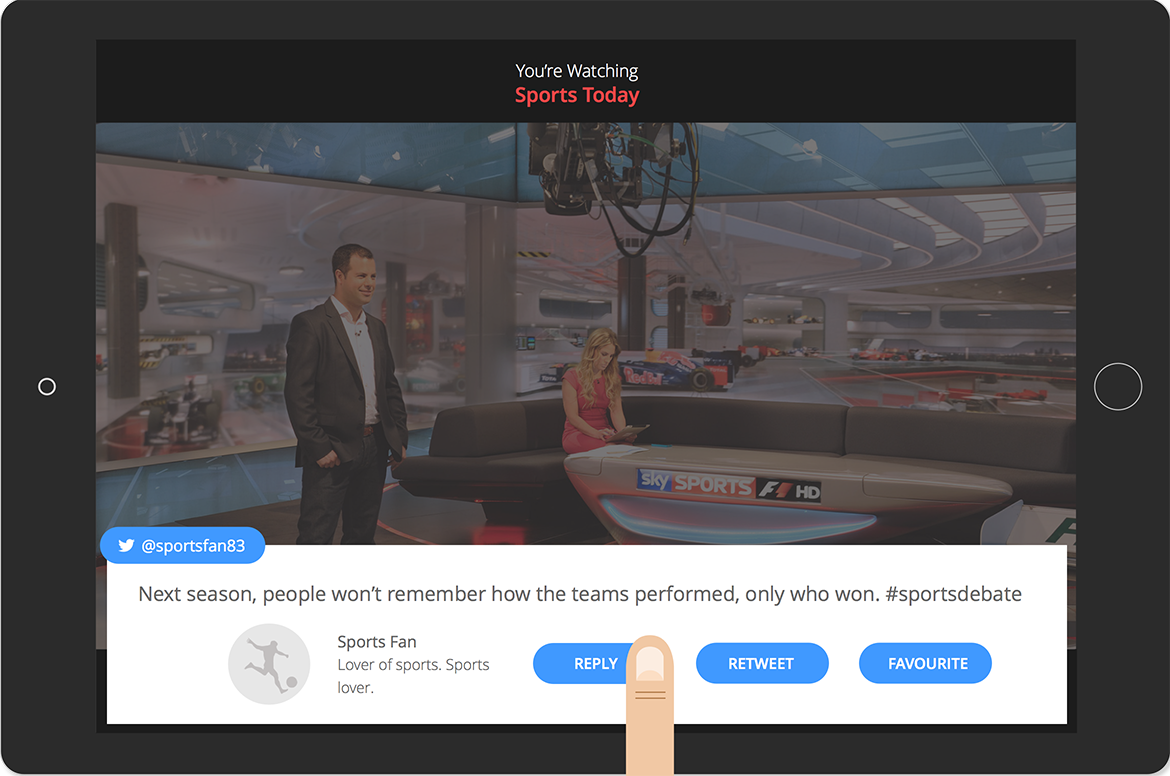 You're Watching
Sports Today
RedBull
sky SPORTS F1 HD
@sportsfan83
Next season, people won't remember how the teams performed, only who won. #sportsdebate
Sports Fan
Lover of sports. Sports
lover.
REPLY
RETWEET
FAVOURITE